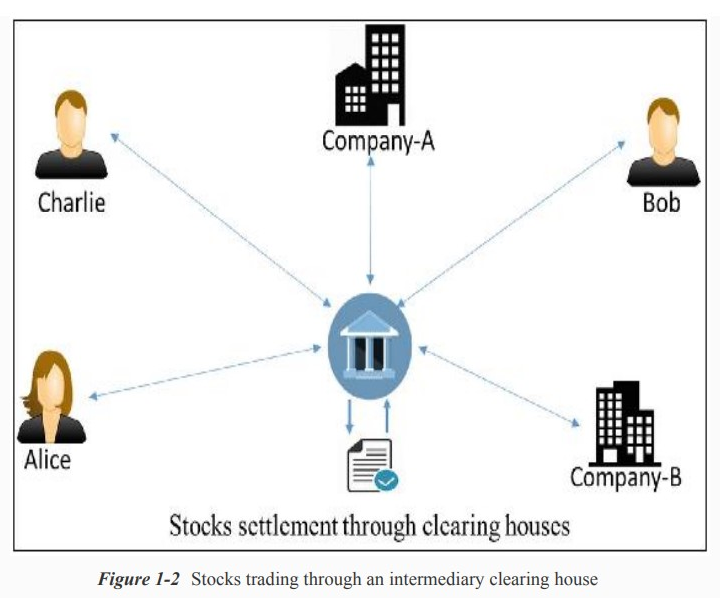 Company-A
Charlie
Bob
Alice
Company-B
Stocks settlement through clearing houses
Figure 1-2 Stocks trading through an intermediary clearing house